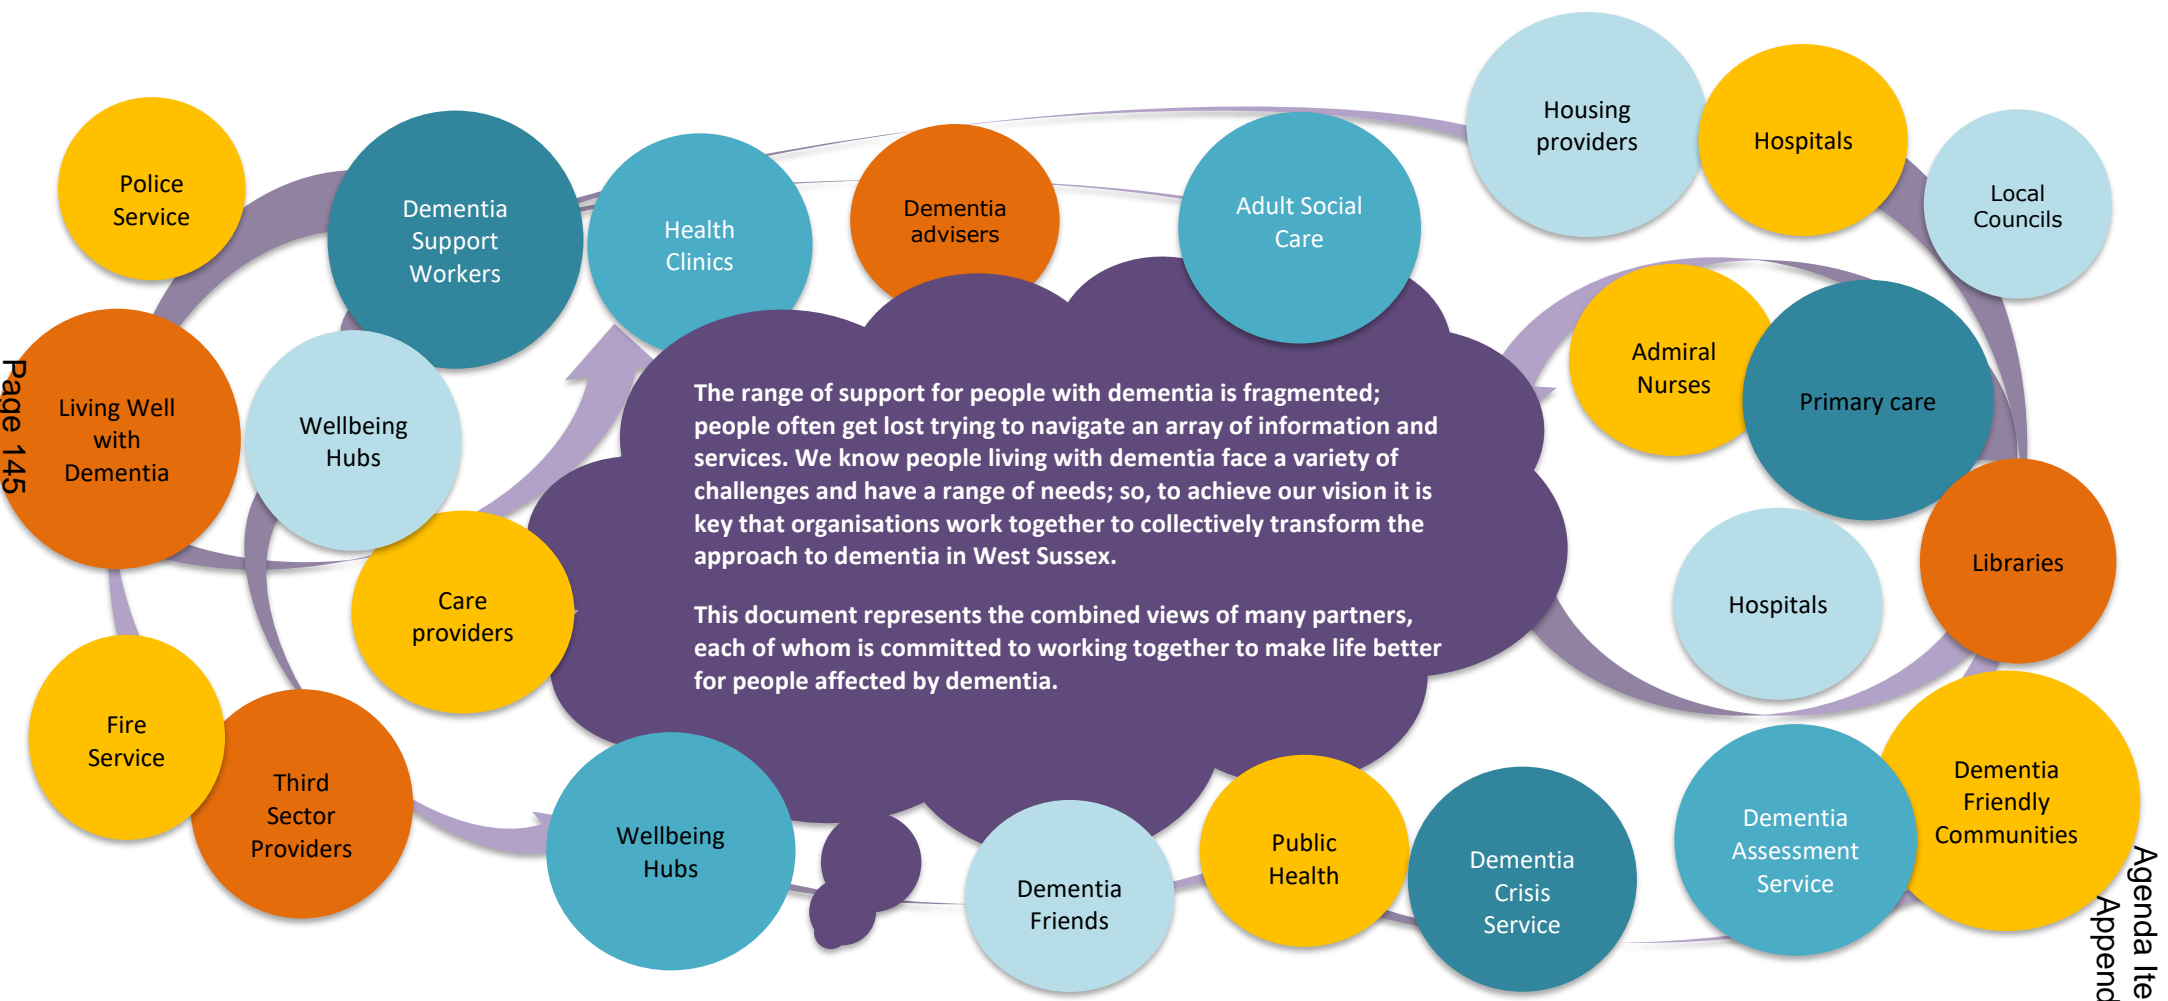 Housing
providers
Hospitals
Police
Service
Local
Councils
Dementia
Support
Workers
Health
Clinics
Dementia
advisers
Adult Social
Care
Admiral
Nurses
Primary care
Living Well
with
Dementia
Wellbeing
Hubs
Page 145
The range of support for people with dementia is fragmented;
people often get lost trying to navigate an array of information and
services. We know people living with dementia face a variety of
challenges and have a range of needs; so, to achieve our vision it is
key that organisations work together to collectively transform the
approach to dementia in West Sussex.
This document represents the combined views of many partners,
each of whom is committed to working together to make life better
for people affected by dementia.
Libraries
Hospitals
Care
providers
Fire
Service
Third
Sector
Providers
Wellbeing
Hubs
Dementia
Friends
Public
Health
Dementia
Crisis
Service
Dementia
Assessment
Service
Dementia
Friendly
Communities
Agenda Ite
Append